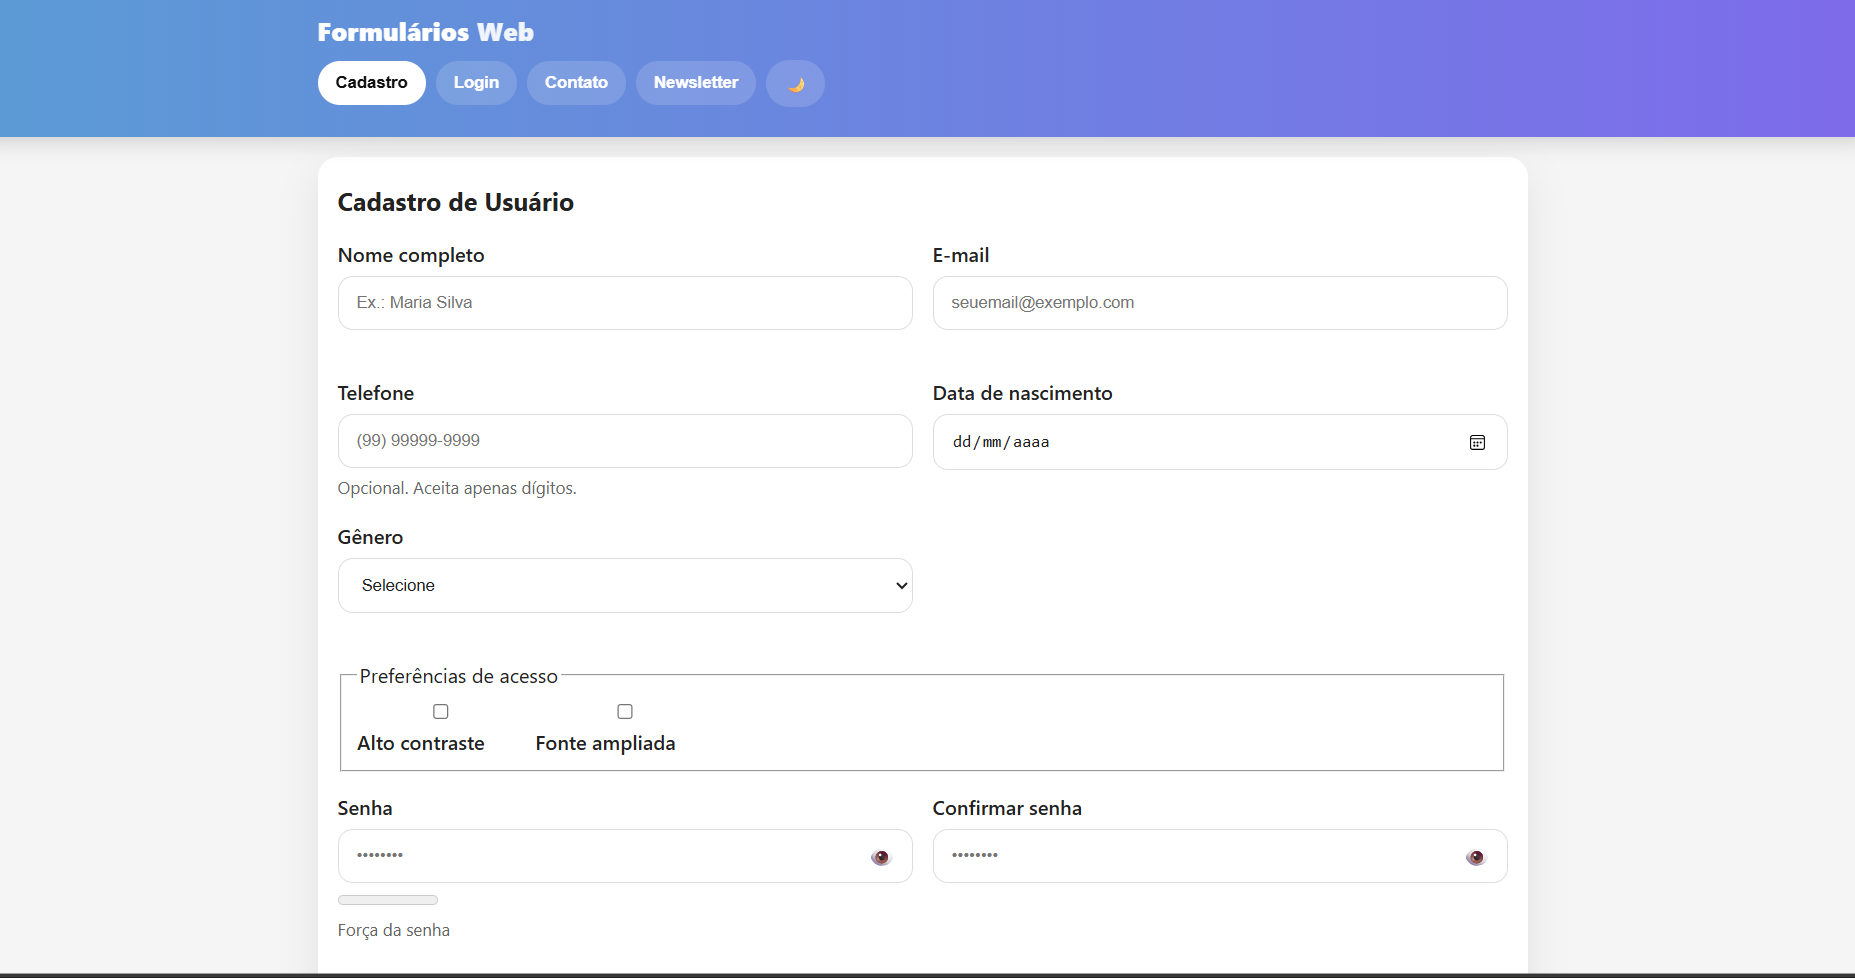 Formulários Web
Cadastro Login Contato Newsletter
Cadastro de Usuário
Nome completo
Ex.: Maria Silva
E-mail
seuemail@exemplo.com
Telefone
(99) 99999-9999
Opcional. Aceita apenas dígitos.
Data de nascimento
dd/mm/aaaa
Gênero
Selecione
Preferências de acesso
Alto contraste
Fonte ampliada
Senha
••••••••
Força da senha
Confirmar senha
••••••••